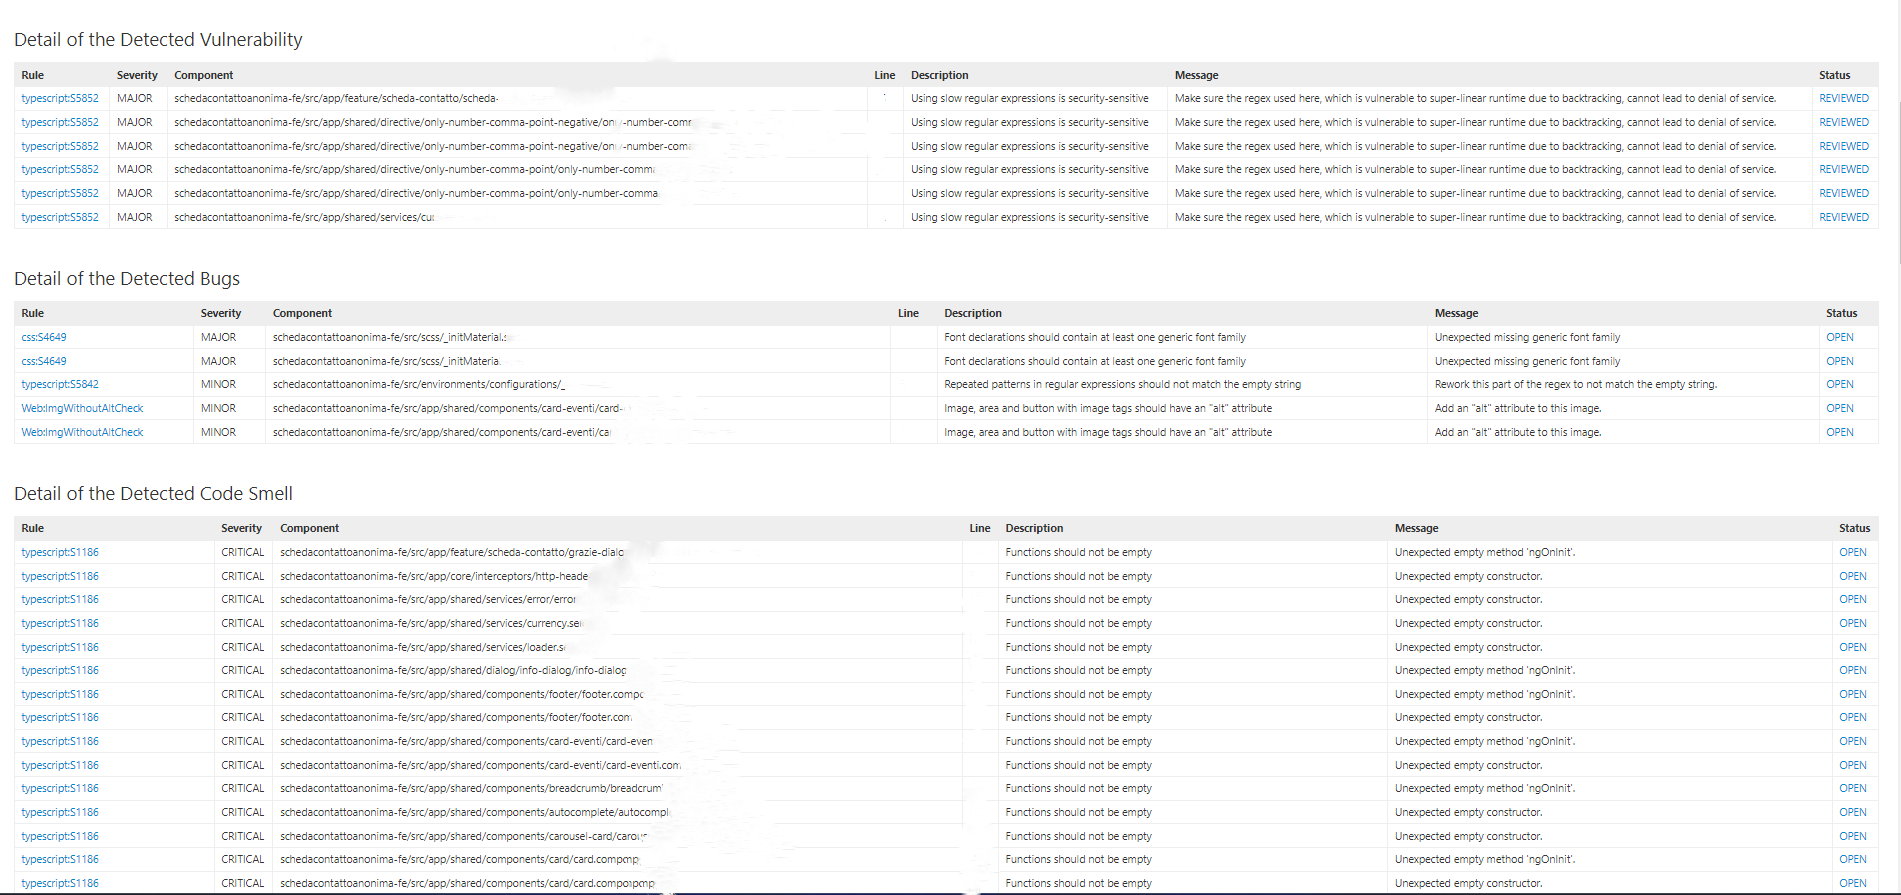 Detail of the Detected Vulnerability
Rule Severity Component Line Description Message Status
typescript:S5852 MAJOR schedacontattoanonima-fe/src/app/feature/scheda-contatto/scheda- Using slow regular expressions is security-sensitive Make sure the regex used here, which is vulnerable to super-linear runtime due to backtracking, cannot lead to denial of service. REVIEWED
typescript:S5852 MAJOR schedacontattoanonima-fe/src/app/shared/directive/only-number-comma-point-negative/only-number-comm Using slow regular expressions is security-sensitive Make sure the regex used here, which is vulnerable to super-linear runtime due to backtracking, cannot lead to denial of service. REVIEWED
typescript:S5852 MAJOR schedacontattoanonima-fe/src/app/shared/directive/only-number-comma-point-negative/only-number-comm Using slow regular expressions is security-sensitive Make sure the regex used here, which is vulnerable to super-linear runtime due to backtracking, cannot lead to denial of service. REVIEWED
typescript:S5852 MAJOR schedacontattoanonima-fe/src/app/shared/directive/only-number-comma-point/only-number-comm Using slow regular expressions is security-sensitive Make sure the regex used here, which is vulnerable to super-linear runtime due to backtracking, cannot lead to denial of service. REVIEWED
typescript:S5852 MAJOR schedacontattoanonima-fe/src/app/shared/directive/only-number-comma-point/only-number-comma Using slow regular expressions is security-sensitive Make sure the regex used here, which is vulnerable to super-linear runtime due to backtracking, cannot lead to denial of service. REVIEWED
typescript:S5852 MAJOR schedacontattoanonima-fe/src/app/shared/services/cu Using slow regular expressions is security-sensitive Make sure the regex used here, which is vulnerable to super-linear runtime due to backtracking, cannot lead to denial of service. REVIEWED
Detail of the Detected Bugs
Rule Severity Component Line Description Message Status
css:S4649 MAJOR schedacontattoanonima-fe/src/scss/_initMaterial. Font declarations should contain at least one generic font family Unexpected missing generic font family OPEN
css:S4649 MAJOR schedacontattoanonima-fe/src/scss/_initMateria Font declarations should contain at least one generic font family Unexpected missing generic font family OPEN
typescript:S5842 MINOR schedacontattoanonima-fe/src/environments/configurations/_ Repeated patterns in regular expressions should not match the empty string Rework this part of the regex to not match the empty string. OPEN
Web:ImgWithoutAltCheck MINOR schedacontattoanonima-fe/src/app/shared/components/card-eventi/card- Image, area and button with image tags should have an "alt" attribute Add an "alt" attribute to this image. OPEN
Web:ImgWithoutAltCheck MINOR schedacontattoanonima-fe/src/app/shared/components/card-eventi/ca Image, area and button with image tags should have an "alt" attribute Add an "alt" attribute to this image. OPEN
Detail of the Detected Code Smell
Rule Severity Component Line Description Message Status
typescript:S1186 CRITICAL schedacontattoanonima-fe/src/app/feature/scheda-contatto/grazie-dialo Functions should not be empty Unexpected empty method 'ngOnInit'. OPEN
typescript:S1186 CRITICAL schedacontattoanonima-fe/src/app/core/interceptors/http-heade Functions should not be empty Unexpected empty constructor. OPEN
typescript:S1186 CRITICAL schedacontattoanonima-fe/src/app/shared/services/error/error Functions should not be empty Unexpected empty constructor. OPEN
typescript:S1186 CRITICAL schedacontattoanonima-fe/src/app/shared/services/currency.se Functions should not be empty Unexpected empty constructor. OPEN
typescript:S1186 CRITICAL schedacontattoanonima-fe/src/app/shared/services/loader.s Functions should not be empty Unexpected empty constructor. OPEN
typescript:S1186 CRITICAL schedacontattoanonima-fe/src/app/shared/dialog/info-dialog/info-dialog Functions should not be empty Unexpected empty method 'ngOnInit'. OPEN
typescript:S1186 CRITICAL schedacontattoanonima-fe/src/app/shared/components/footer/footer.compo Functions should not be empty Unexpected empty method 'ngOnInit'. OPEN
typescript:S1186 CRITICAL schedacontattoanonima-fe/src/app/shared/components/footer/footer.com Functions should not be empty Unexpected empty constructor. OPEN
typescript:S1186 CRITICAL schedacontattoanonima-fe/src/app/shared/components/card-eventi/card-even Functions should not be empty Unexpected empty method 'ngOnInit'. OPEN
typescript:S1186 CRITICAL schedacontattoanonima-fe/src/app/shared/components/card-eventi/card-eventi.com Functions should not be empty Unexpected empty constructor. OPEN
typescript:S1186 CRITICAL schedacontattoanonima-fe/src/app/shared/components/breadcrumb/breadcrum Functions should not be empty Unexpected empty method 'ngOnInit'. OPEN
typescript:S1186 CRITICAL schedacontattoanonima-fe/src/app/shared/components/autocomplete/autocompl Functions should not be empty Unexpected empty constructor. OPEN
typescript:S1186 CRITICAL schedacontattoanonima-fe/src/app/shared/components/carousel-card/carou Functions should not be empty Unexpected empty constructor. OPEN
typescript:S1186 CRITICAL schedacontattoanonima-fe/src/app/shared/components/card/card.compomp Functions should not be empty Unexpected empty method 'ngOnInit'. OPEN
typescript:S1186 CRITICAL schedacontattoanonima-fe/src/app/shared/components/card/card.compompmp Functions should not be empty Unexpected empty constructor. OPEN